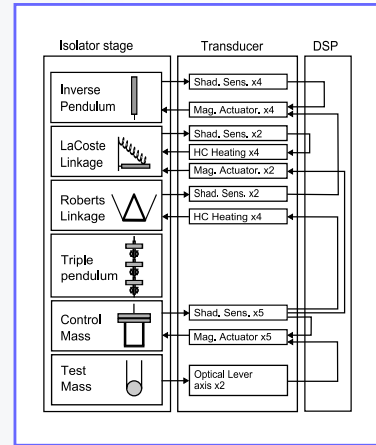 Isolator stage Transducer DSP
Inverse
Pendulum
Shad. Sens. x4
Mag. Actuator. x4
LaCoste
Linkage
Shad. Sens. x2
HC Heating x4
Mag. Actuator. x2
Roberts
Linkage
Shad. Sens. x2
HC Heating x4
Triple
pendulum
Control
Mass
Shad. Sens. x5
Mag. Actuator x5
Test
Mass
Optical Lever
axis x2